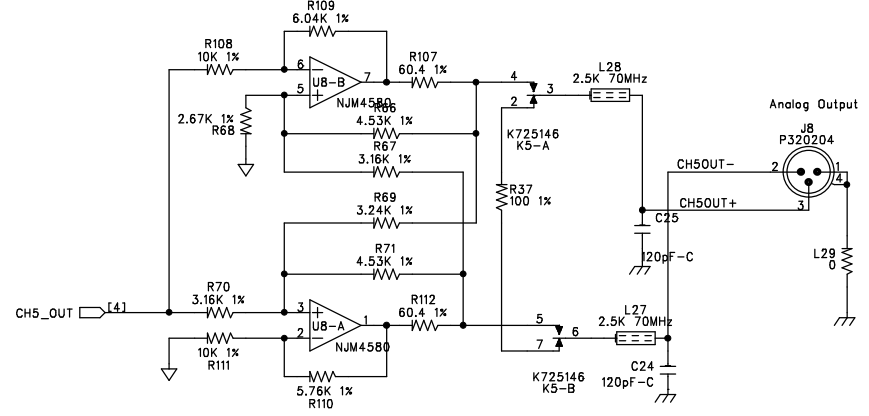 R109
6.04K 1%
R108
10K 1%
6
5
U8-B
7
NJM4580
R107
60.4 1%
2.67K 1%
R68
R66
4.53K 1%
R67
3.16K 1%
4
3
2
K725146
K5-A
L28
2.5K 70MHz
Analog Output
J8
P320204
CH5OUT-
2
1
4
3
CH5OUT+
R37
100 1%
C25
120pF-C
L29
0
R69
3.24K 1%
R71
4.53K 1%
CH5_OUT
[4]
R70
3.16K 1%
3
2
U8-A
1
NJM4580
R112
60.4 1%
10K 1%
R111
5.76K 1%
R110
5
6
7
K725146
K5-B
L27
2.5K 70MHz
C24
120pF-C